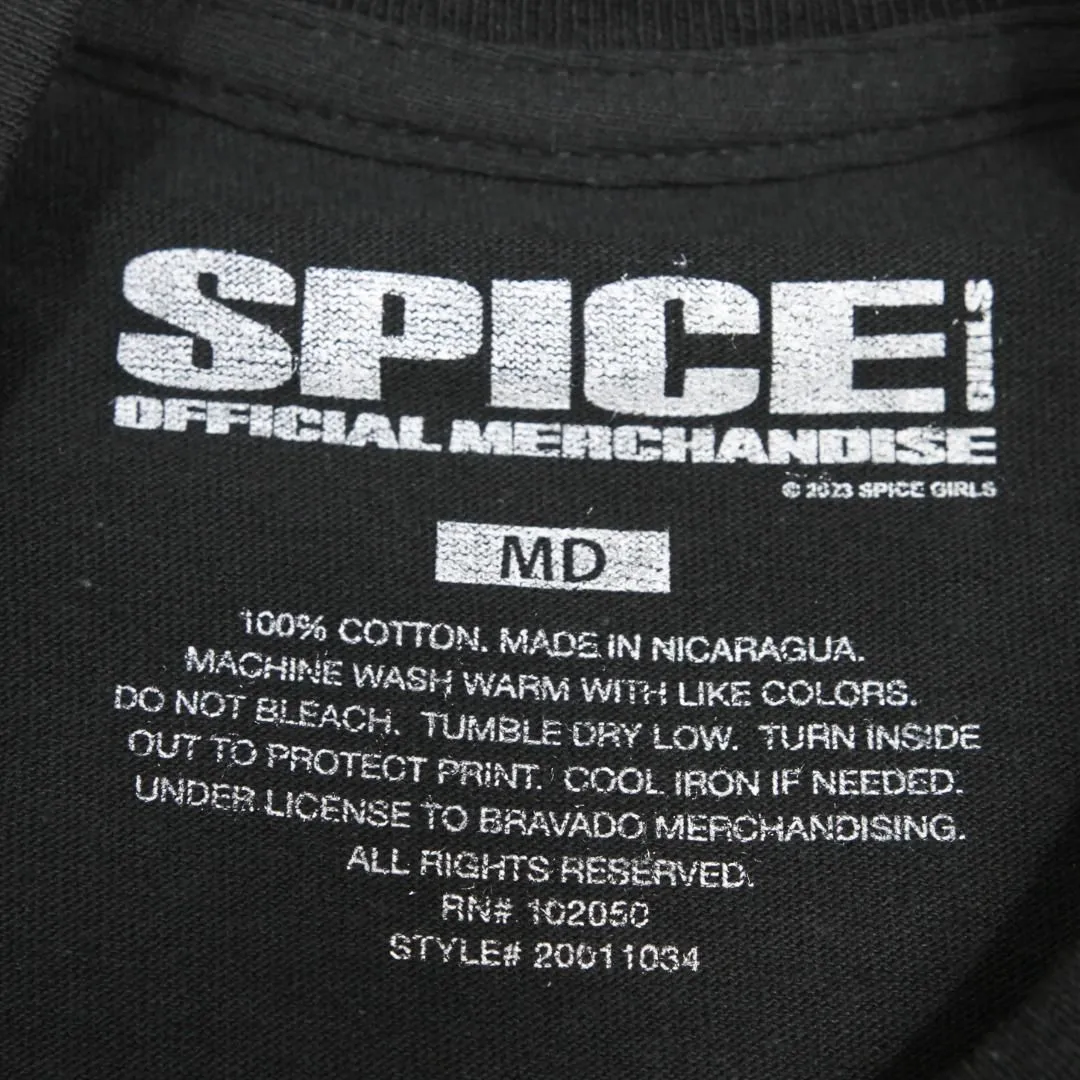 SPICE GIRLS
OFFICIAL MERCHANDISE
© 2023 SPICE GIRLS
MD
100% COTTON. MADE IN NICARAGUA.
MACHINE WASH WARM WITH LIKE COLORS.
DO NOT BLEACH. TUMBLE DRY LOW. TURN INSIDE
OUT TO PROTECT PRINT. COOL IRON IF NEEDED.
UNDER LICENSE TO BRAVADO MERCHANDISING.
ALL RIGHTS RESERVED.
RN# 102050
STYLE# 20011034